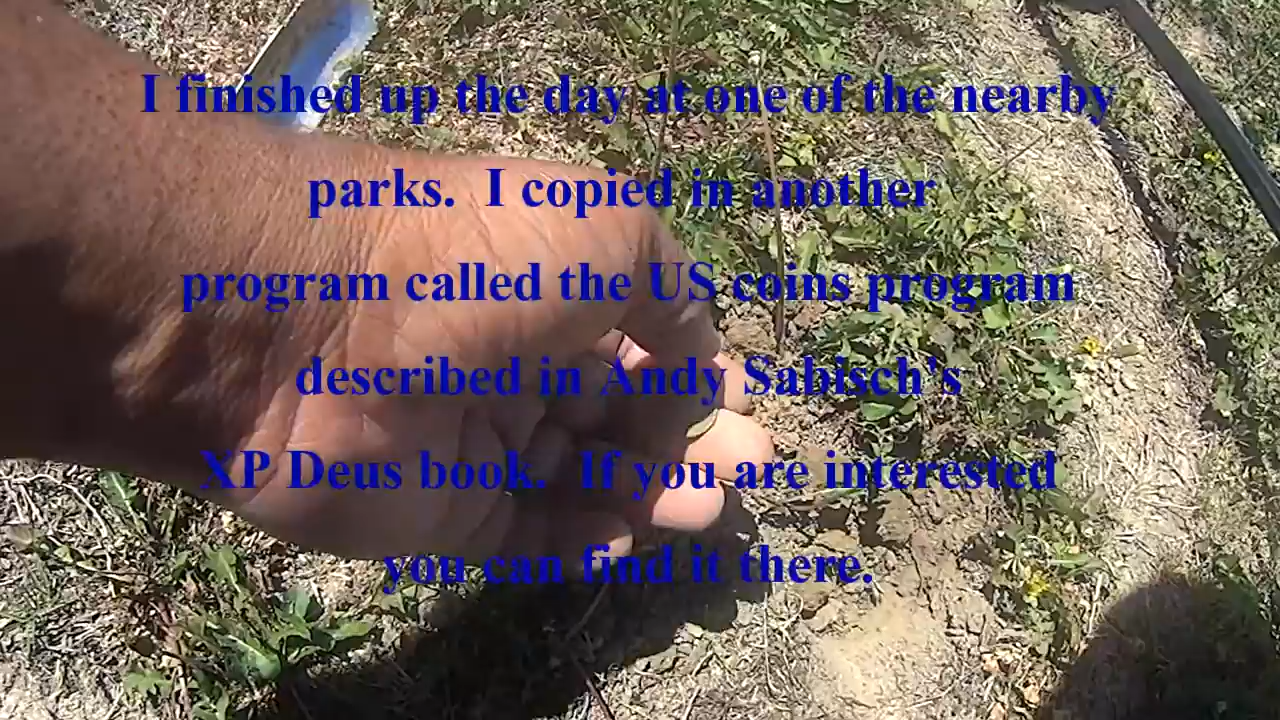 I finished up the day at one of the nearby
parks.  I copied in another
program called the US coins program
described in Andy Sabisch's
XP Deus book.  If you are interested
you can find it there.